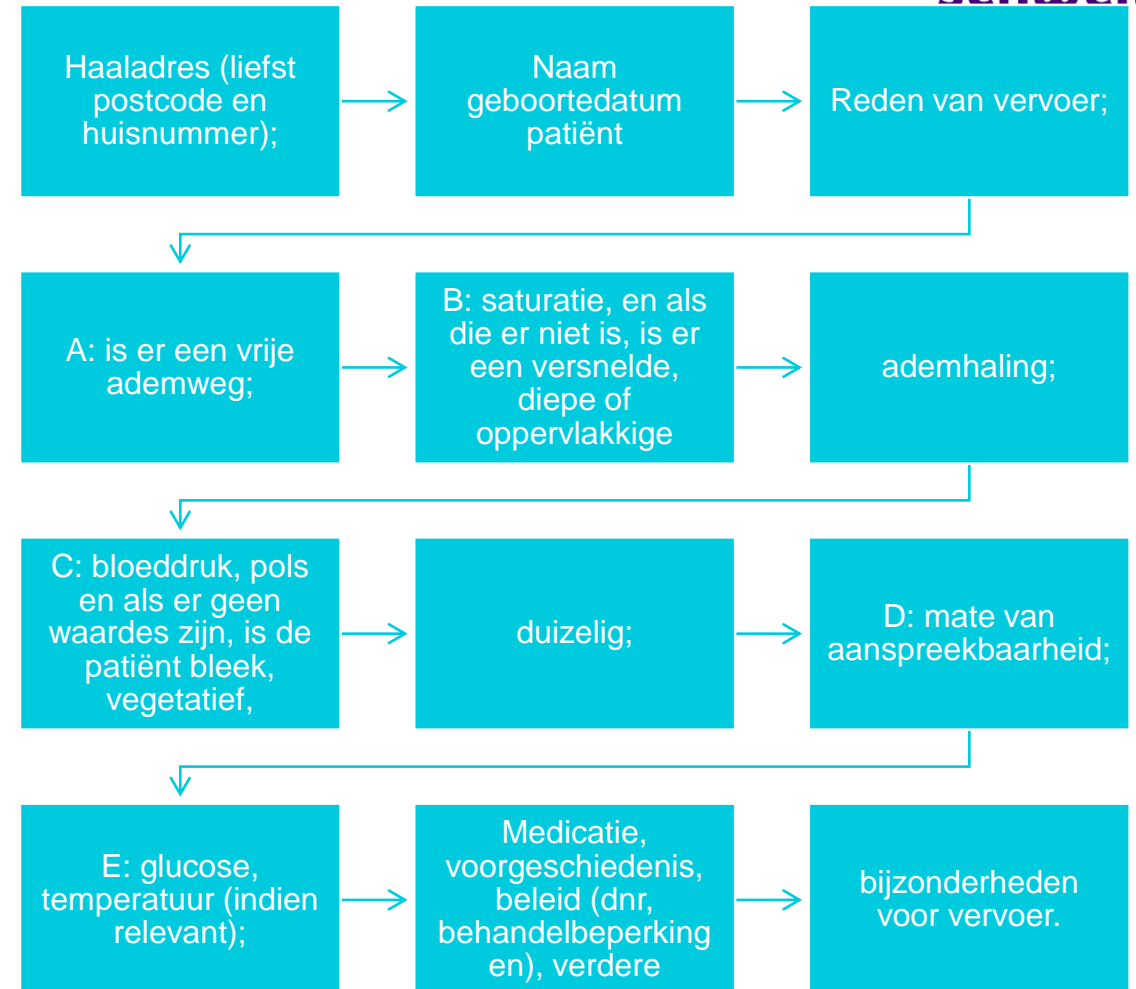 Haaladres (liefst
postcode en
huisnummer);
Naam
geboortedatum
patiënt
Reden van vervoer;
A: is er een vrije
ademweg;
B: saturatie, en als
die er niet is, is er
een versnelde,
diepe of
oppervlakkige
ademhaling;
C: bloeddruk, pols
en als er geen
waardes zijn, is de
patiënt bleek,
vegetatief,
duizelig;
D: mate van
aanspreekbaarheid;
E: glucose,
temperatuur (indien
relevant);
Medicatie,
voorgeschiedenis,
beleid (dnr,
behandelbeperking
en), verdere
bijzonderheden
voor vervoer.